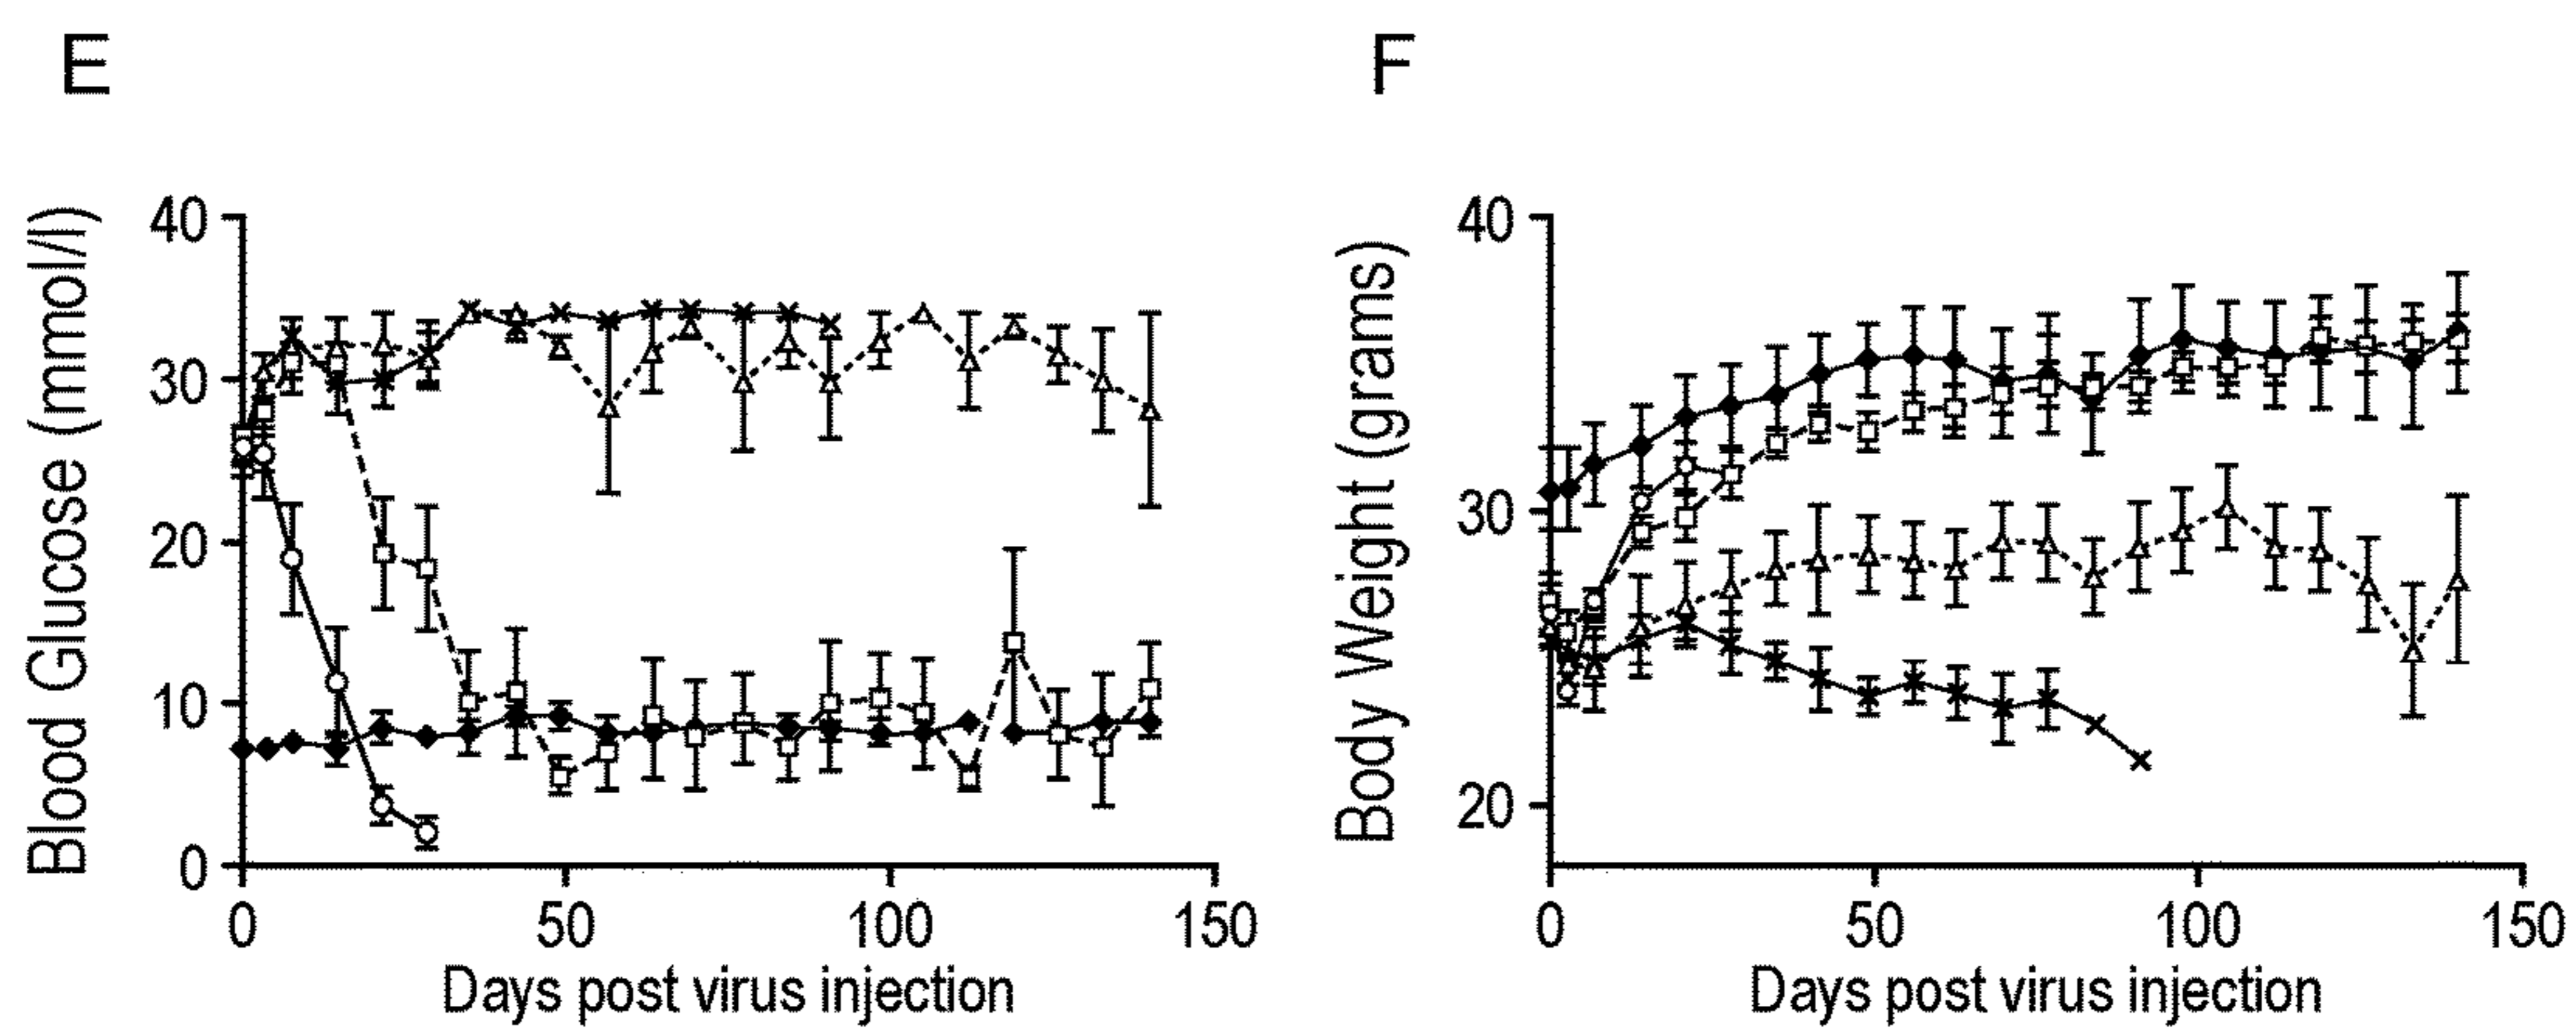 E
F
Blood Glucose (mmol/l)
40
30
20
10
0
0 50 100 150
Days post virus injection
Body Weight (grams)
40
30
20
0 50 100 150
Days post virus injection